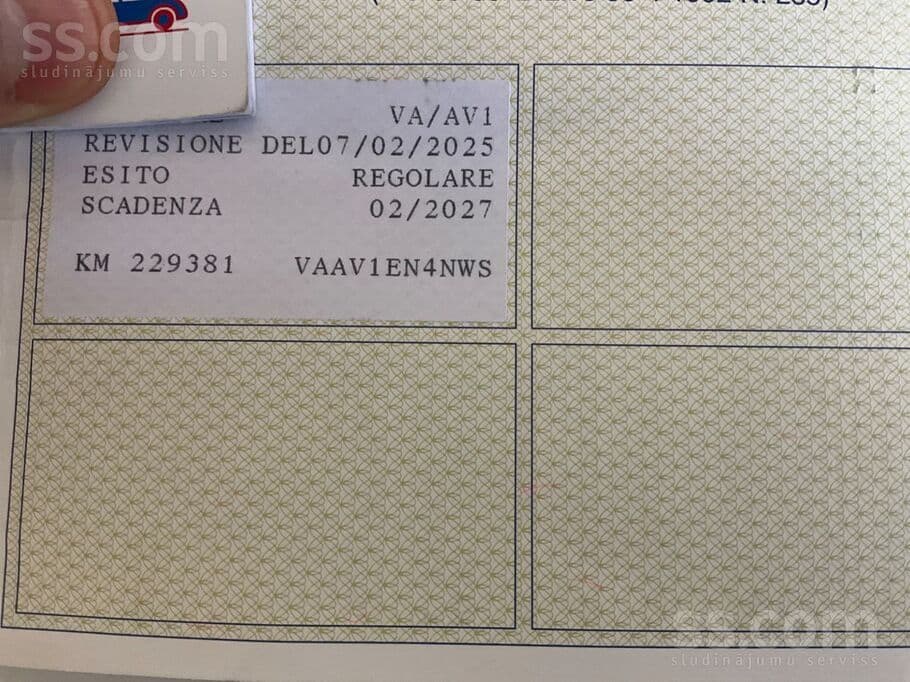 ss.com
sludinājumu serviss
VA/AV1
REVISIONE DEL07/02/2025
ESITO REGOLARE
SCADENZA 02/2027
KM 229381 VAAV1EN4NWS
ss.com
sludinājumu serviss